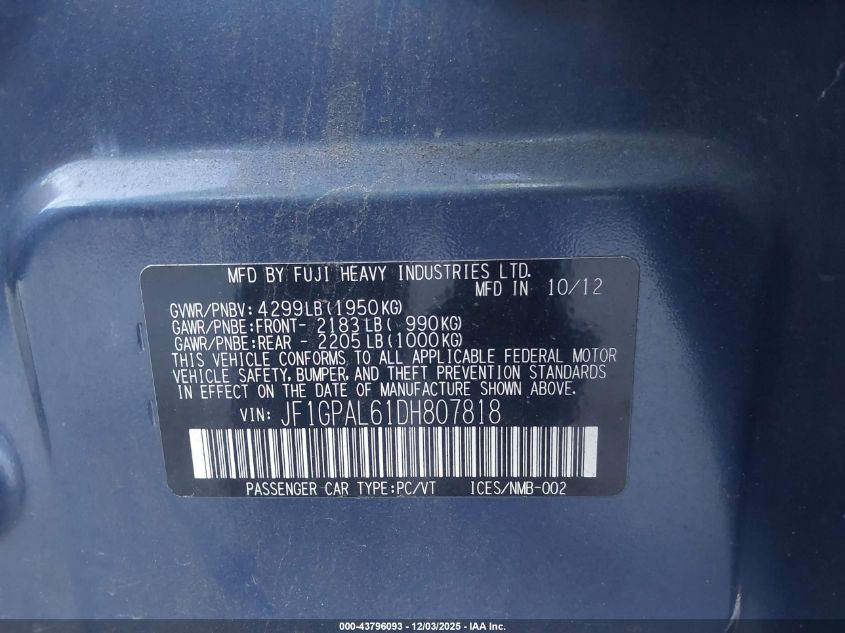 MFD BY FUJI HEAVY INDUSTRIES LTD.
MFD IN 10/12
GVWR/PNBV: 4299LB(1950KG)
GAWR/PNBE:FRONT- 2183LB( 990KG)
GAWR/PNBE:REAR - 2205LB(1000KG)
THIS VEHICLE CONFORMS TO ALL APPLICABLE FEDERAL MOTOR
VEHICLE SAFETY, BUMPER, AND THEFT PREVENTION STANDARDS
IN EFFECT ON THE DATE OF MANUFACTURE SHOWN ABOVE.
VIN: JF1GPAL61DH807818
PASSENGER CAR TYPE:PC/VT ICES/NMB-002
000-43796093 - 12/03/2025 - IAA Inc.